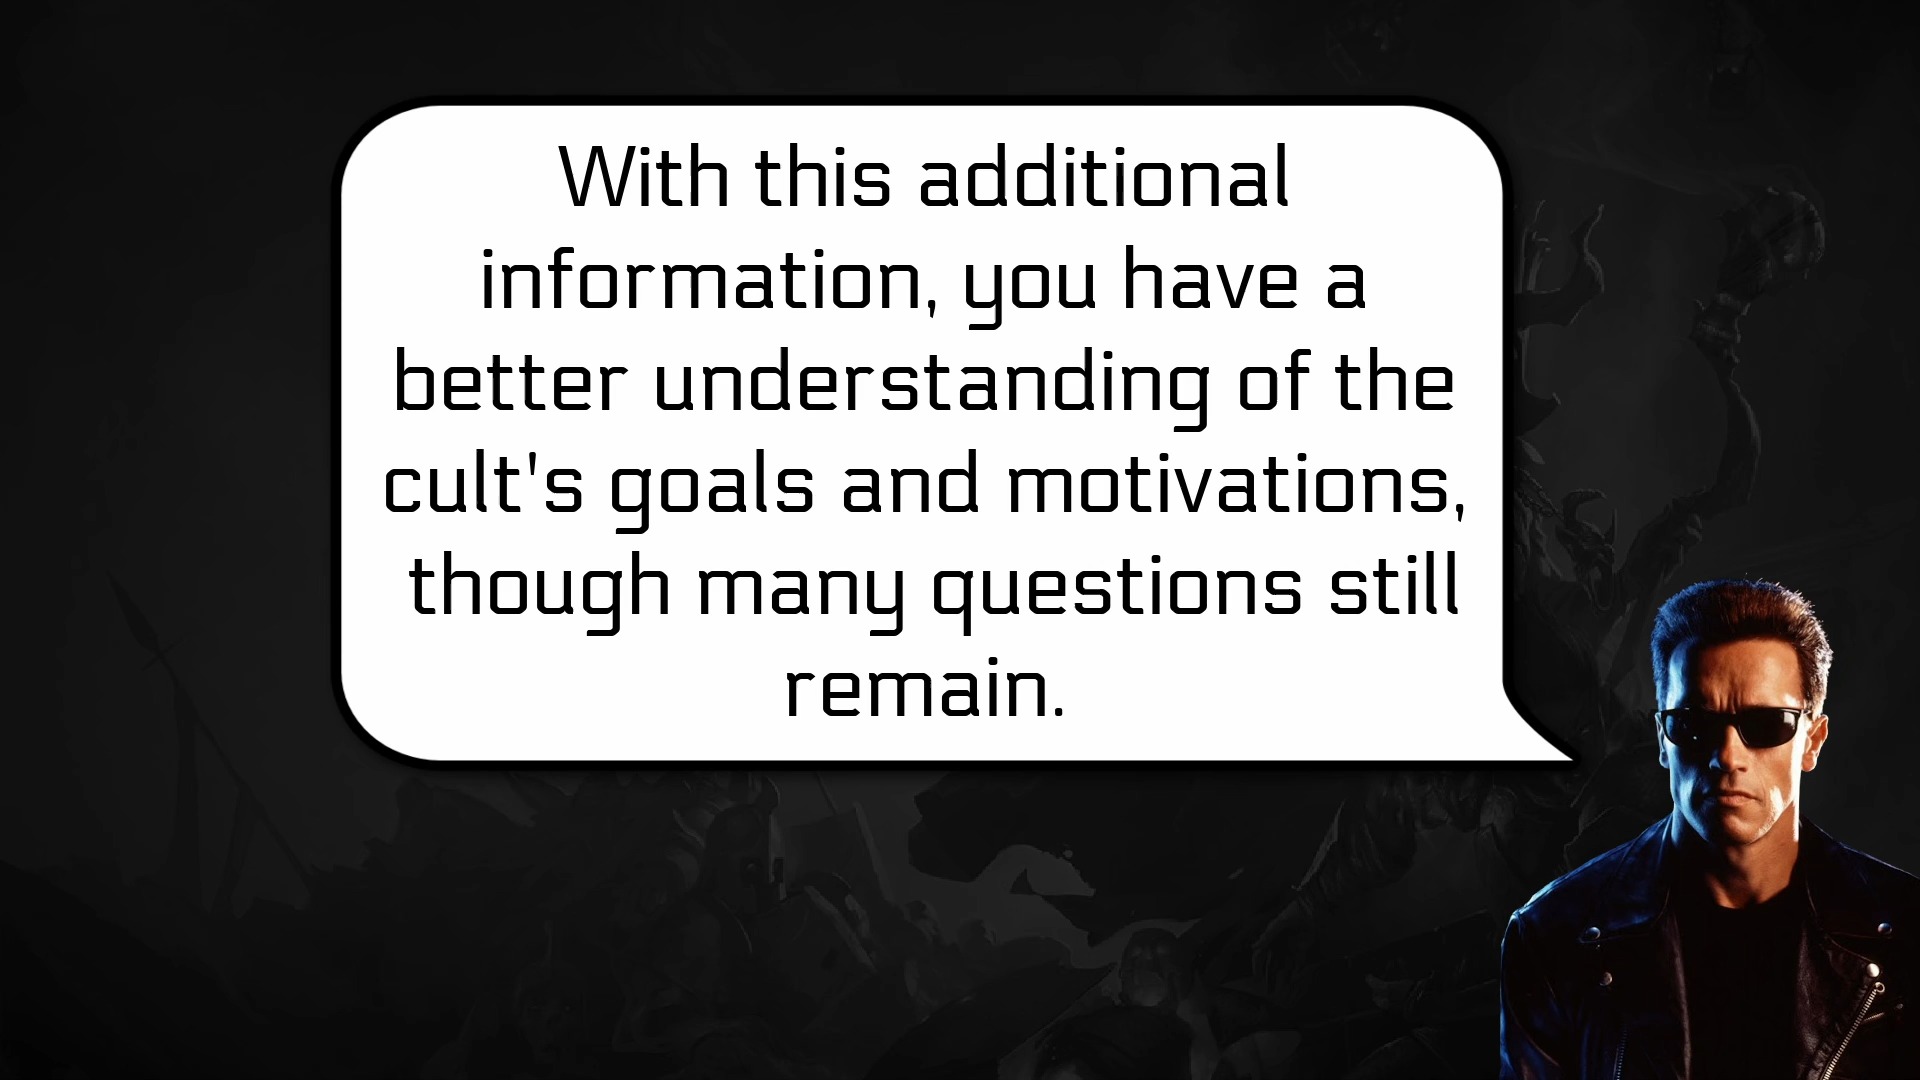 With this additional
information, you have a
better understanding of the
cult's goals and motivations,
though many questions still
remain.